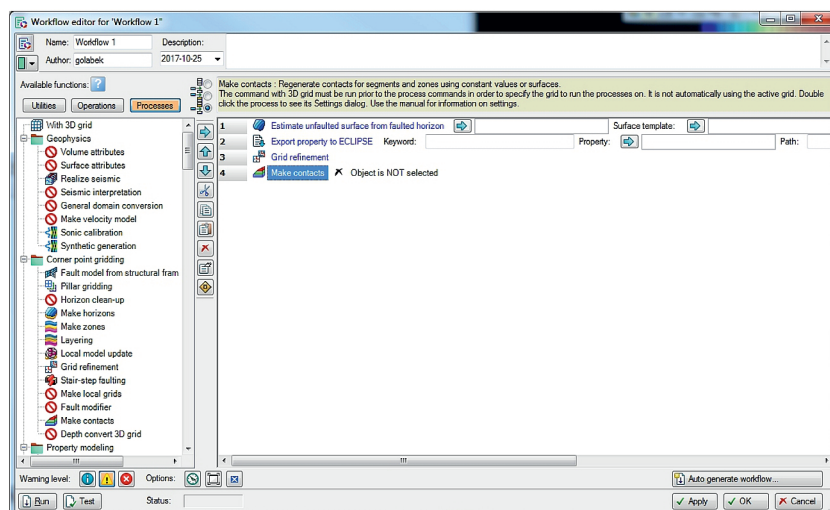 Workflow editor for 'Workflow 1"
Name: Workflow 1 Description:
Author: golabek 2017-10-25
Available functions: ?
Utilities Operations Processes
Make contacts : Regenerate contacts for segments and zones using constant values or surfaces.
The command with 3D grid must be run prior to the process commands in order to specify the grid to run the processes on. It is not automatically using the active grid. Double
click the process to see its Settings dialog. Use the manual for information on settings.
With 3D grid
Geophysics
Volume attributes
Surface attributes
Realize seismic
Seismic interpretation
General domain conversion
Make velocity model
Sonic calibration
Synthetic generation
Corner point gridding
Fault model from structural fram
Pillar gridding
Horizon clean-up
Make horizons
Make zones
Layering
Local model update
Grid refinement
Stair-step faulting
Make local grids
Fault modifier
Make contacts
Depth convert 3D grid
Property modeling
1 Estimate unfaulted surface from faulted horizon Surface template:
2 Export property to ECLIPSE Keyword: Property: Path:
3 Grid refinement
4 Make contacts Object is NOT selected
Warning level: Options: Auto generate workflow...
Run Test Status: Apply OK Cancel